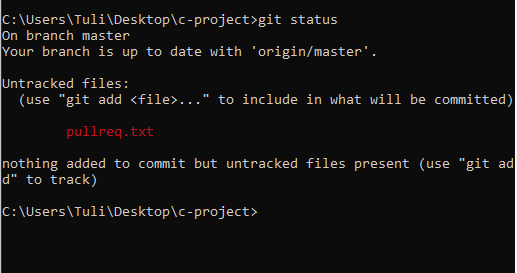 C:\Users\Tuli\Desktop\c-project>git status
On branch master
Your branch is up to date with 'origin/master'.
Untracked files:
(use "git add <file>..." to include in what will be committed)
pullreq.txt
nothing added to commit but untracked files present (use "git ad
d" to track)
C:\Users\Tuli\Desktop\c-project>